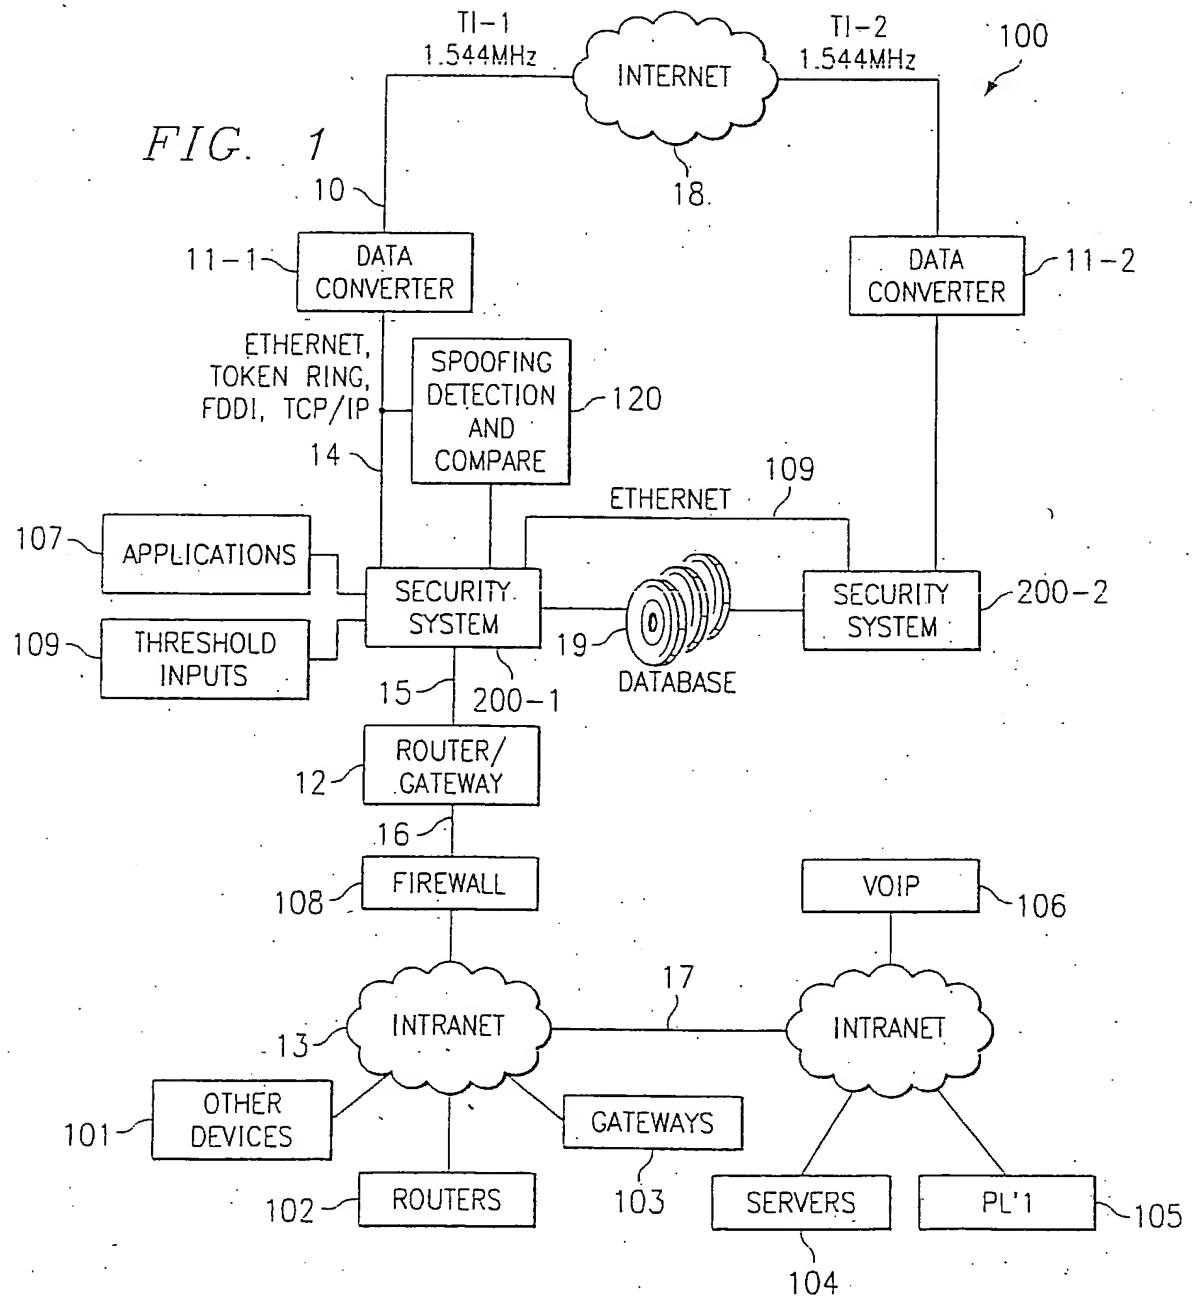 TI-1
1.544MHz
INTERNET
TI-2
1.544MHz
100
FIG. 1
18
10
11-1
DATA
CONVERTER
DATA
CONVERTER
11-2
ETHERNET,
TOKEN RING,
FDDI, TCP/IP
SPOOFING
DETECTION
AND
COMPARE
120
14
ETHERNET
109
107
APPLICATIONS
SECURITY
SYSTEM
SECURITY
SYSTEM
200-2
109
THRESHOLD
INPUTS
19
DATABASE
15
200-1
12
ROUTER/
GATEWAY
16
108
FIREWALL
VOIP
106
17
13
INTRANET
INTRANET
101
OTHER
DEVICES
GATEWAYS
103
102
ROUTERS
SERVERS
104
PL'1
105